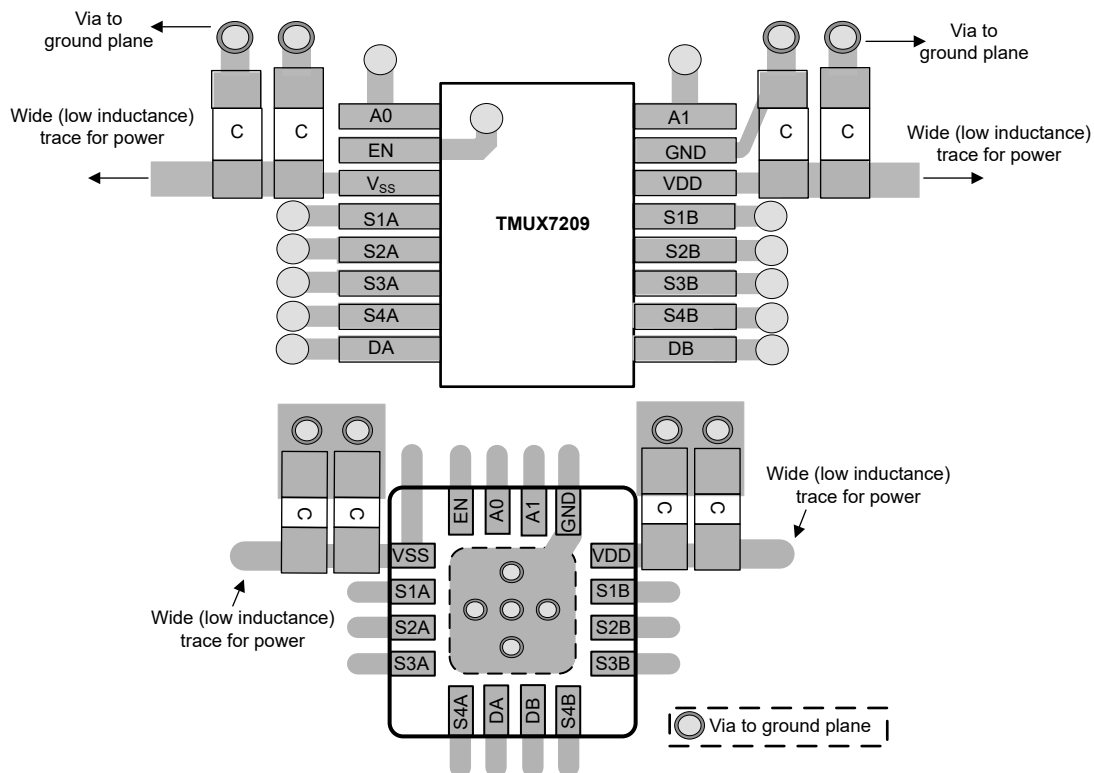 Via to
ground plane
Via to
ground plane
Wide (low inductance)
trace for power
C
C
C
C
Wide (low inductance)
trace for power
A0
EN
VSS
S1A
S2A
S3A
S4A
DA
TMUX7209
A1
GND
VDD
S1B
S2B
S3B
S4B
DB
C
C
C
C
Wide (low inductance)
trace for power
EN
A0
A1
GND
VSS
S1A
S2A
S3A
VDD
S1B
S2B
S3B
Wide (low inductance)
trace for power
S4A
DA
DB
S4B
Via to ground plane